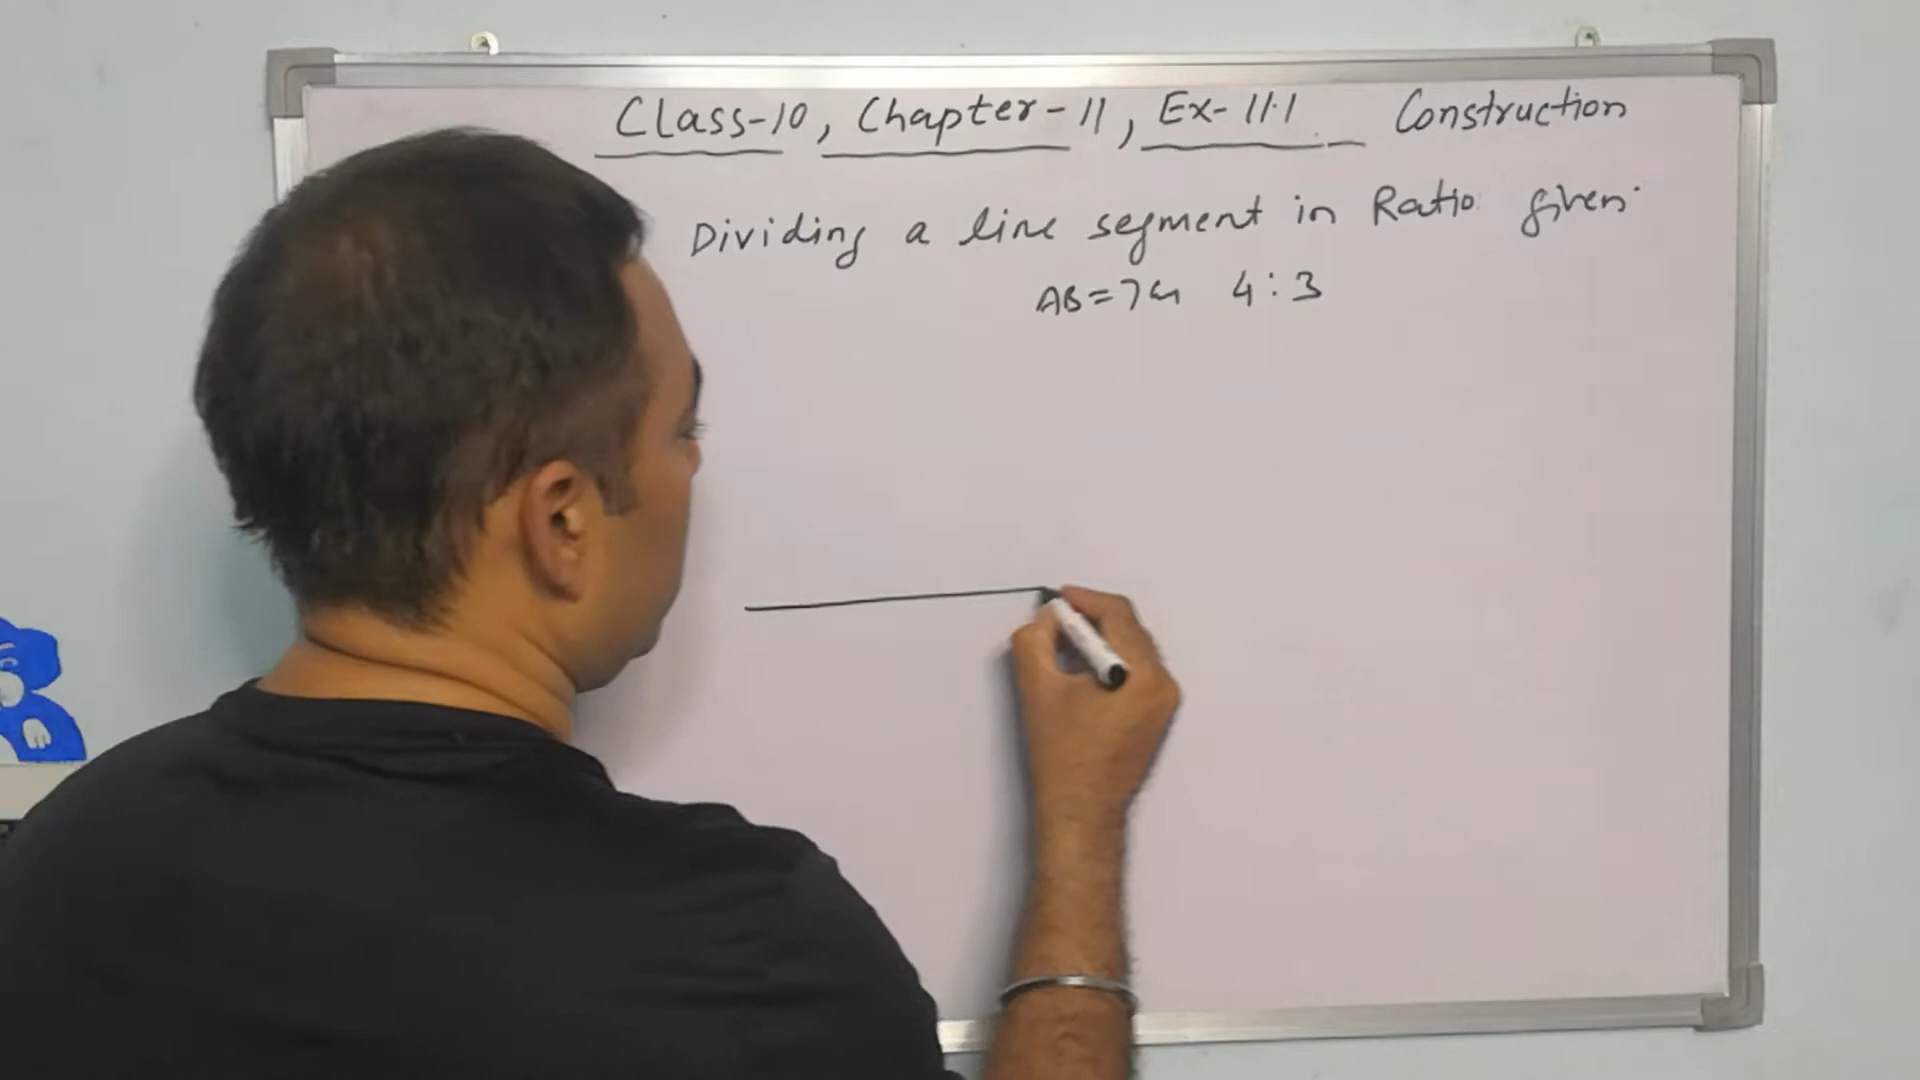 Class-10, Chapter-11, Ex-11.1 Construction
Dividing a line segment in Ratio given.
AB=7cm 4:3